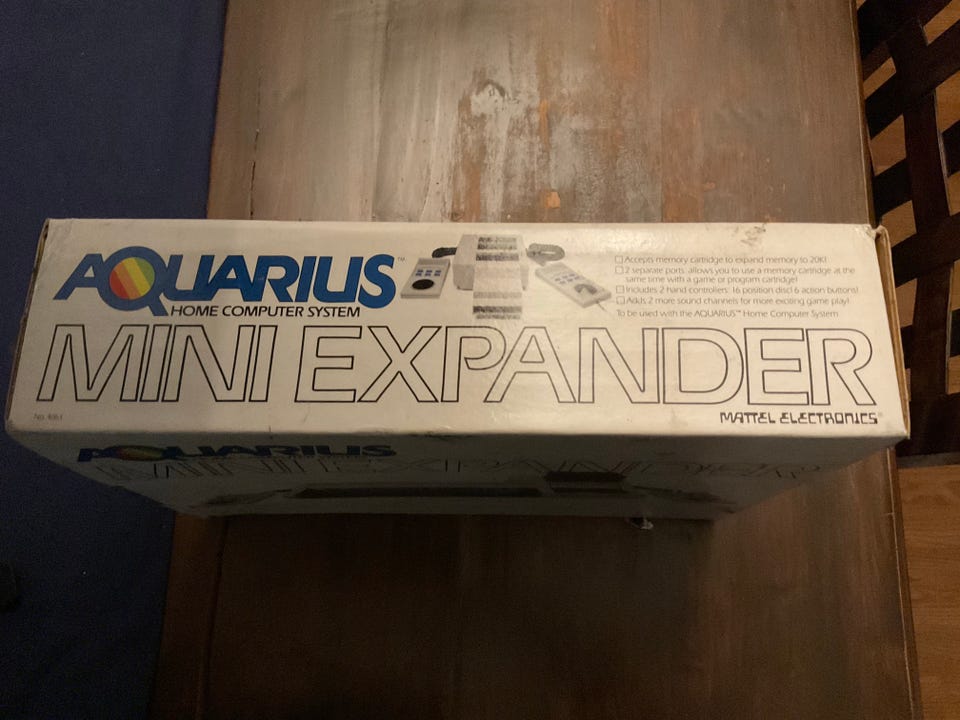 AQUARIUS™
HOME COMPUTER SYSTEM
MINI EXPANDER
☐ Accepts memory cartridge to expand memory to 20K!
☐ 2 separate ports allows you to use a memory cartridge at the
same time with a game or program cartridge!
☐ Includes 2 hand controllers: 16 position disc! 6 action buttons!
☐ Adds 2 more sound channels for more exciting game play!
To be used with the AQUARIUS™ Home Computer System
No.
MATTEL ELECTRONICS®
AQUARIUS
MINI EXPANDER